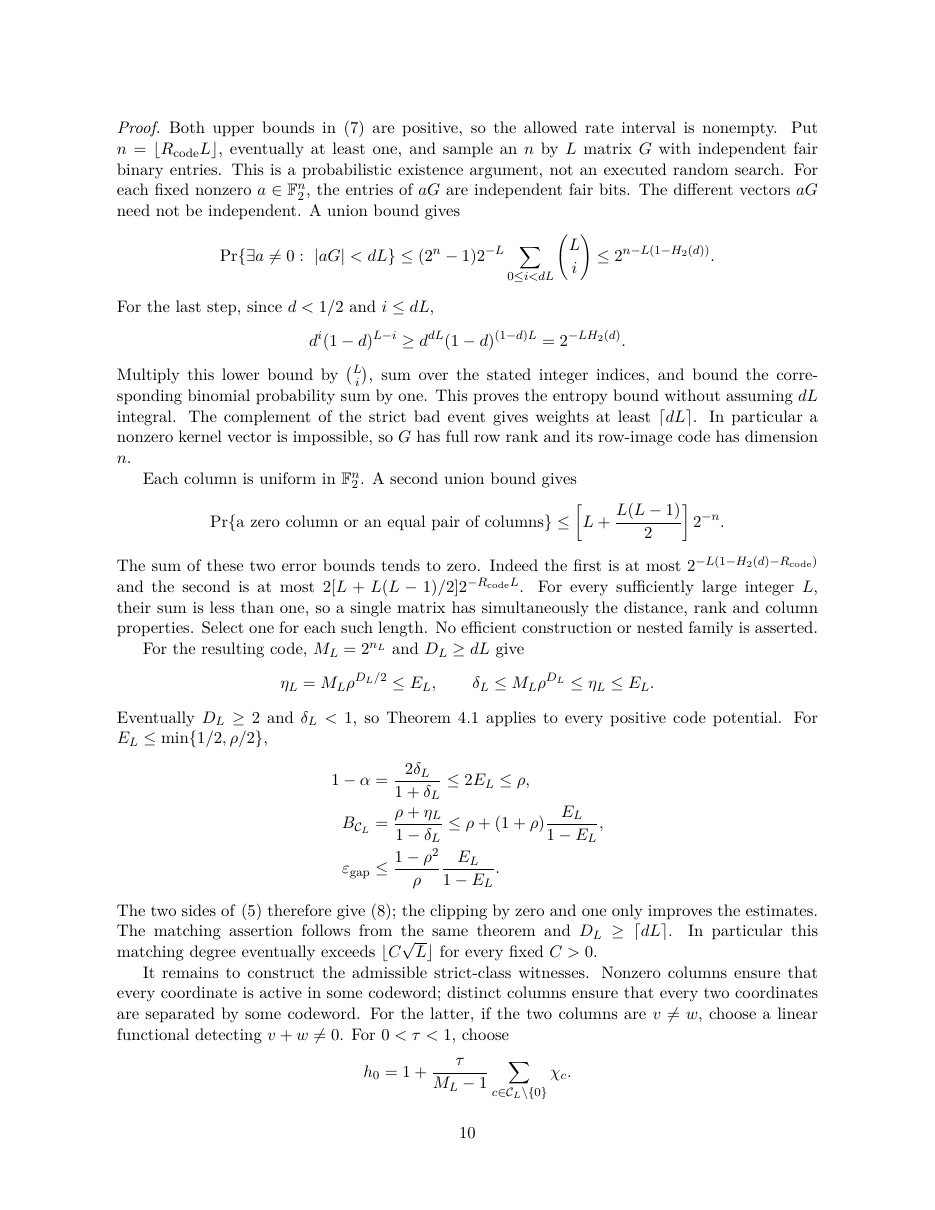 Proof. Both upper bounds in (7) are positive, so the allowed rate interval is nonempty. Put
n = ⌊R_code L⌋, eventually at least one, and sample an n by L matrix G with independent fair
binary entries. This is a probabilistic existence argument, not an executed random search. For
each fixed nonzero a ∈ 𝔽₂ⁿ, the entries of aG are independent fair bits. The different vectors aG
need not be independent. A union bound gives
Pr{∃a ≠ 0 : |aG| < dL} ≤ (2^n − 1)2^{−L} ∑_{0≤i<dL} \binom{L}{i} ≤ 2^{n−L(1−H_2(d))}.
For the last step, since d < 1/2 and i ≤ dL,
d^i(1 − d)^{L−i} ≥ d^{dL}(1 − d)^{(1−d)L} = 2^{−LH_2(d)}.
Multiply this lower bound by \binom{L}{i}, sum over the stated integer indices, and bound the corre-
sponding binomial probability sum by one. This proves the entropy bound without assuming dL
integral. The complement of the strict bad event gives weights at least ⌈dL⌉. In particular a
nonzero kernel vector is impossible, so G has full row rank and its row-image code has dimension
n.
Each column is uniform in 𝔽₂ⁿ. A second union bound gives
Pr{a zero column or an equal pair of columns} ≤ [L + \frac{L(L − 1)}{2}] 2^{−n}.
The sum of these two error bounds tends to zero. Indeed the first is at most 2^{−L(1−H_2(d)−R_code)}
and the second is at most 2[L + L(L − 1)/2]2^{−R_code L}. For every sufficiently large integer L,
their sum is less than one, so a single matrix has simultaneously the distance, rank and column
properties. Select one for each such length. No efficient construction or nested family is asserted.
For the resulting code, M_L = 2^{n_L} and D_L ≥ dL give
η_L = M_L ρ^{D_L/2} ≤ E_L, δ_L ≤ M_L ρ^{D_L} ≤ η_L ≤ E_L.
Eventually D_L ≥ 2 and δ_L < 1, so Theorem 4.1 applies to every positive code potential. For
E_L ≤ min{1/2, ρ/2},
1 − α = \frac{2δ_L}{1 + δ_L} ≤ 2E_L ≤ ρ,
B_{𝒞_L} = \frac{ρ + η_L}{1 − δ_L} ≤ ρ + (1 + ρ)\frac{E_L}{1 − E_L},
ε_gap ≤ \frac{1 − ρ^2}{ρ} \frac{E_L}{1 − E_L}.
The two sides of (5) therefore give (8); the clipping by zero and one only improves the estimates.
The matching assertion follows from the same theorem and D_L ≥ ⌈dL⌉. In particular this
matching degree eventually exceeds ⌊C√L⌋ for every fixed C > 0.
It remains to construct the admissible strict-class witnesses. Nonzero columns ensure that
every coordinate is active in some codeword; distinct columns ensure that every two coordinates
are separated by some codeword. For the latter, if the two columns are v ≠ w, choose a linear
functional detecting v + w ≠ 0. For 0 < τ < 1, choose
h_0 = 1 + \frac{τ}{M_L − 1} ∑_{c∈𝒞_L\{0}} χ_c.
10